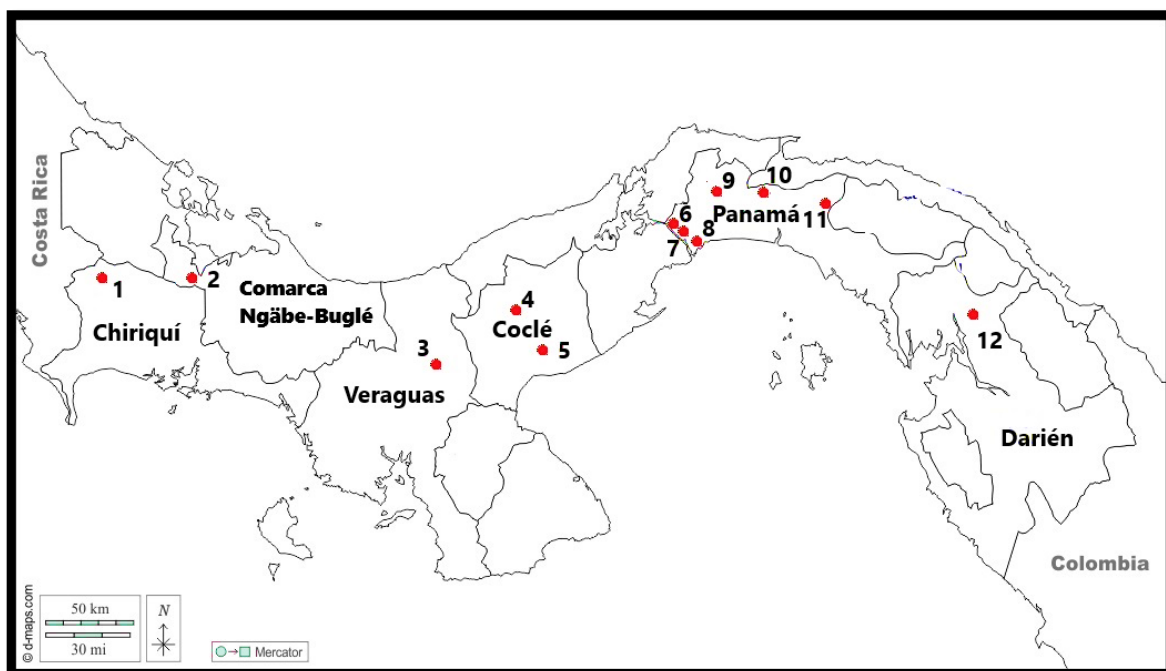 Costa Rica
9
10
6
Panamá
11
8
7
1
2
Comarca
Ngäbe-Buglé
Chiriquí
4
Coclé
5
3
Veraguas
12
Darién
Colombia
© d-maps.com
50 km
30 mi
N
Mercator